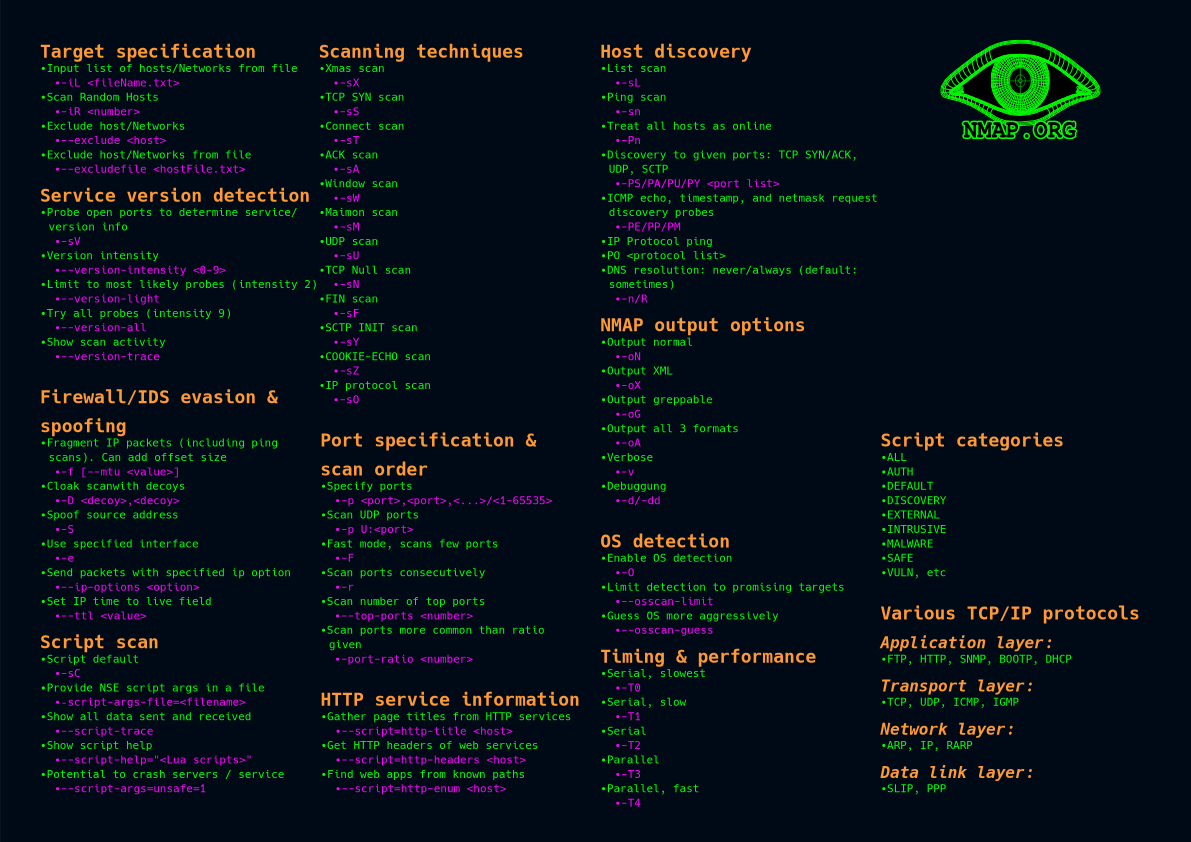 Target specification
•Input list of hosts/Networks from file
•-iL <fileName.txt>
•Scan Random Hosts
•-iR <number>
•Exclude host/Networks
•--exclude <host>
•Exclude host/Networks from file
•--excludefile <hostFile.txt>
Service version detection
•Probe open ports to determine service/
version info
•-sV
•Version intensity
•--version-intensity <0-9>
•Limit to most likely probes (intensity 2)
•--version-light
•Try all probes (intensity 9)
•--version-all
•Show scan activity
•--version-trace
Firewall/IDS evasion &
spoofing
•Fragment IP packets (including ping
scans). Can add offset size
•-f [--mtu <value>]
•Cloak scanwith decoys
•-D <decoy>,<decoy>
•Spoof source address
•-S
•Use specified interface
•-e
•Send packets with specified ip option
•--ip-options <option>
•Set IP time to live field
•--ttl <value>
Script scan
•Script default
•-sC
•Provide NSE script args in a file
•-script-args-file=<filename>
•Show all data sent and received
•--script-trace
•Show script help
•--script-help="<Lua scripts>"
•Potential to crash servers / service
•--script-args=unsafe=1
Scanning techniques
•Xmas scan
•-sX
•TCP SYN scan
•-sS
•Connect scan
•-sT
•ACK scan
•-sA
•Window scan
•-sW
•Maimon scan
•-sM
•UDP scan
•-sU
•TCP Null scan
•-sN
•FIN scan
•-sF
•SCTP INIT scan
•-sY
•COOKIE-ECHO scan
•-sZ
•IP protocol scan
•-sO
Port specification &
scan order
•Specify ports
•-p <port>,<port>,<...>/<1-65535>
•Scan UDP ports
•-p U:<port>
•Fast mode, scans few ports
•-F
•Scan ports consecutively
•-r
•Scan number of top ports
•--top-ports <number>
•Scan ports more common than ratio
given
•-port-ratio <number>
HTTP service information
•Gather page titles from HTTP services
•--script=http-title <host>
•Get HTTP headers of web services
•--script=http-headers <host>
•Find web apps from known paths
•--script=http-enum <host>
Host discovery
•List scan
•-sL
•Ping scan
•-sn
•Treat all hosts as online
•-Pn
•Discovery to given ports: TCP SYN/ACK,
UDP, SCTP
•-PS/PA/PU/PY <port list>
•ICMP echo, timestamp, and netmask request
discovery probes
•-PE/PP/PM
•IP Protocol ping
•PO <protocol list>
•DNS resolution: never/always (default:
sometimes)
•-n/R
NMAP output options
•Output normal
•-oN
•Output XML
•-oX
•Output greppable
•-oG
•Output all 3 formats
•-oA
•Verbose
•-v
•Debuggung
•-d/-dd
OS detection
•Enable OS detection
•-O
•Limit detection to promising targets
•--osscan-limit
•Guess OS more aggressively
•--osscan-guess
Timing & performance
•Serial, slowest
•-T0
•Serial, slow
•-T1
•Serial
•-T2
•Parallel
•-T3
•Parallel, fast
•-T4
NMAP.ORG
Script categories
•ALL
•AUTH
•DEFAULT
•DISCOVERY
•EXTERNAL
•INTRUSIVE
•MALWARE
•SAFE
•VULN, etc
Various TCP/IP protocols
Application layer:
•FTP, HTTP, SNMP, BOOTP, DHCP
Transport layer:
•TCP, UDP, ICMP, IGMP
Network layer:
•ARP, IP, RARP
Data link layer:
•SLIP, PPP